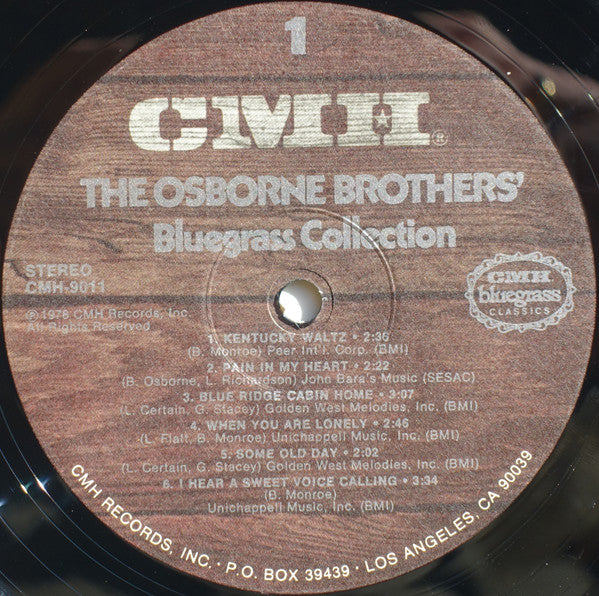 1
CMH®
THE OSBORNE BROTHERS'
Bluegrass Collection
STEREO
CMH-9011
℗1978 CMH Records, Inc.
All Rights Reserved
CMH
bluegrass
CLASSICS
1. KENTUCKY WALTZ • 2:36
(B. Monroe) Peer Int'l. Corp. (BMI)
2. PAIN IN MY HEART • 2:22
(B. Osborne, L. Richardson) John Bara's Music (SESAC)
3. BLUE RIDGE CABIN HOME • 3:07
(L. Certain, G. Stacey) Golden West Melodies, Inc. (BMI)
4. WHEN YOU ARE LONELY • 2:46
(L. Flatt, B. Monroe) Unichappell Music, Inc. (BMI)
5. SOME OLD DAY • 2:02
(L. Certain, G. Stacey) Golden West Melodies, Inc. (BMI)
6. I HEAR A SWEET VOICE CALLING • 3:34
(B. Monroe)
Unichappell Music, Inc. (BMI)
CMH RECORDS, INC. • P.O. BOX 39439 • LOS ANGELES, CA 90039